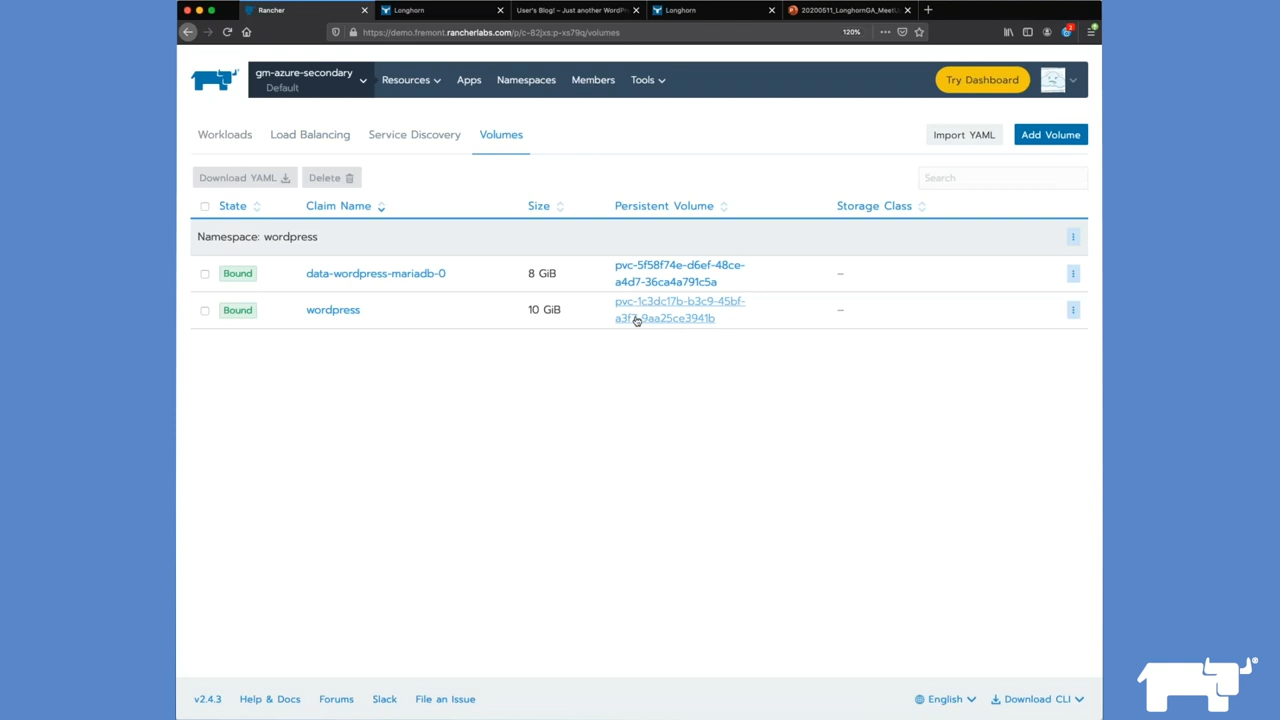 Rancher
Longhorn
User's Blog! – Just another WordPr
Longhorn
20200511_LonghornGA_MeetU
https://demo.fremont.rancherlabs.com/p/c-82jxs:p-xs79q/volumes
120%
gm-azure-secondary
Default
Resources
Apps
Namespaces
Members
Tools
Try Dashboard
Workloads
Load Balancing
Service Discovery
Volumes
Import YAML
Add Volume
Download YAML
Delete
Search
State
Claim Name
Size
Persistent Volume
Storage Class
Namespace: wordpress
Bound
data-wordpress-mariadb-0
8 GiB
pvc-5f58f74e-d6ef-48ce-
a4d7-36ca4a791c5a
–
Bound
wordpress
10 GiB
pvc-1c3dc17b-b3c9-45bf-
–
v2.4.3
Help & Docs
Forums
Slack
File an Issue
English
Download CLI